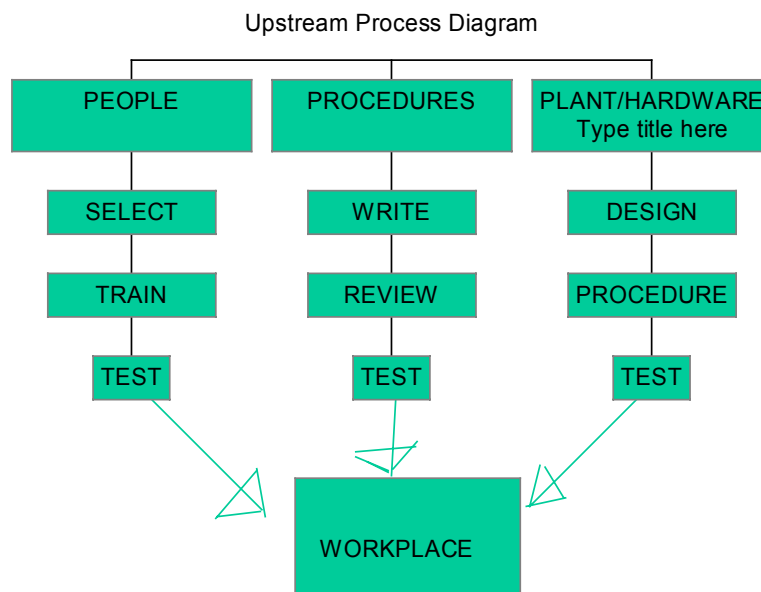 Upstream Process Diagram
PEOPLE
PROCEDURES
PLANT/HARDWARE
Type title here
SELECT
WRITE
DESIGN
TRAIN
REVIEW
PROCEDURE
TEST
TEST
TEST
WORKPLACE